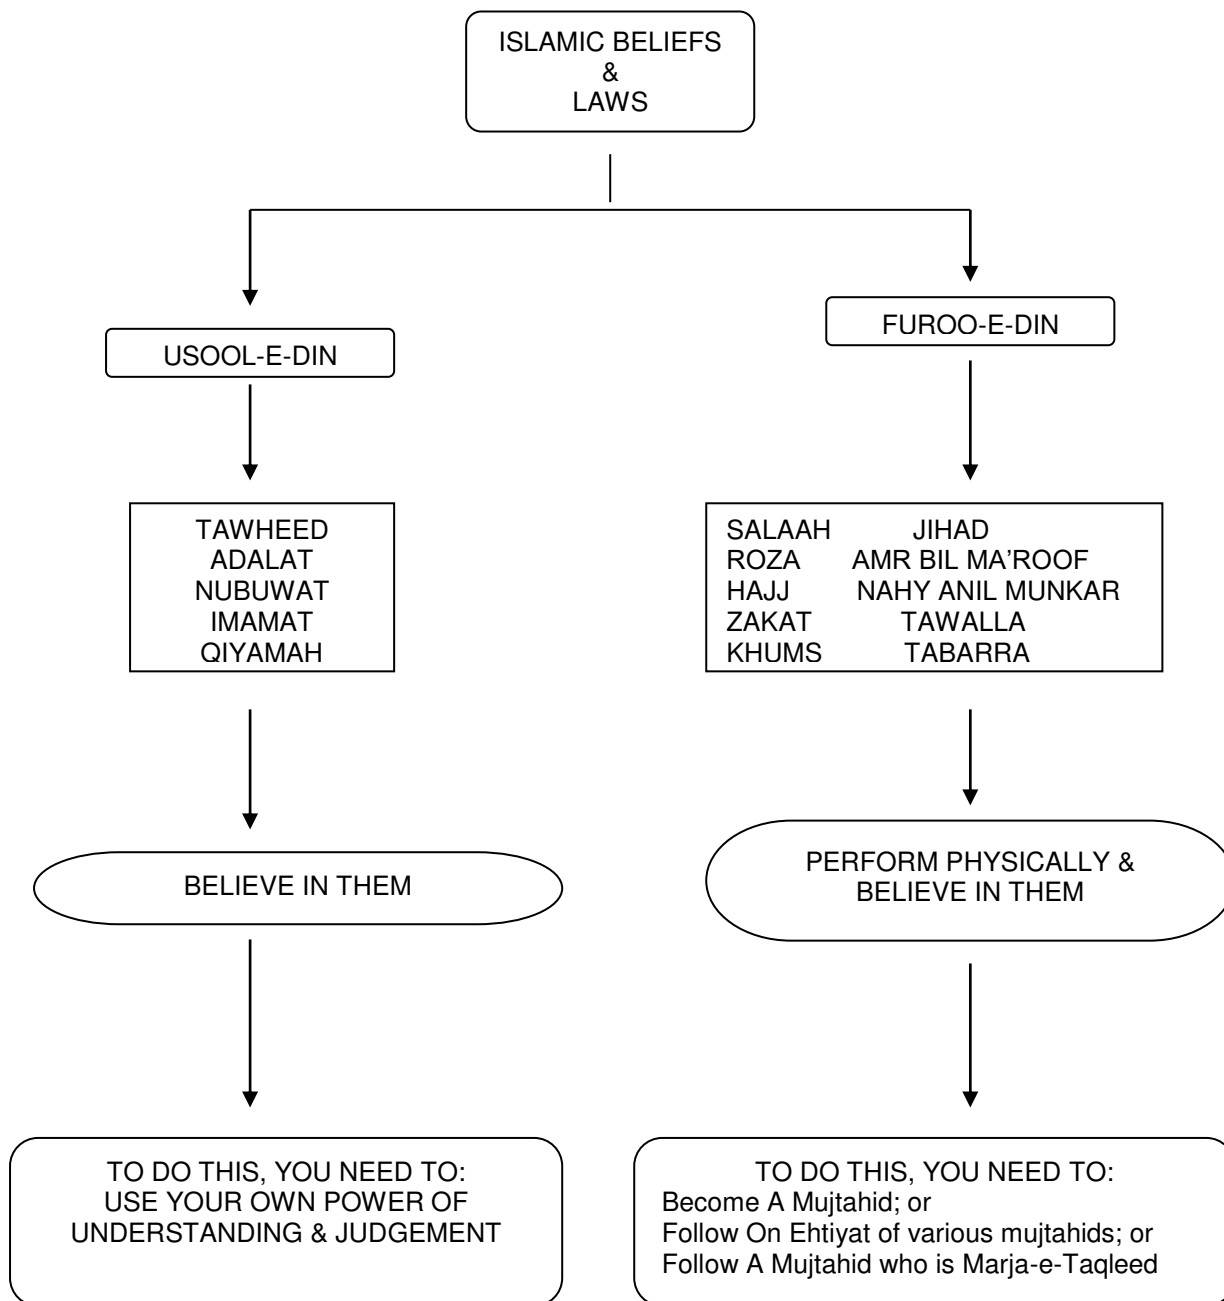 ISLAMIC BELIEFS
&
LAWS
USOOL-E-DIN
FUROO-E-DIN
TAWHEED
ADALAT
NUBUWAT
IMAMAT
QIYAMAH
SALAAH JIHAD
ROZA AMR BIL MA’ROOF
HAJJ NAHY ANIL MUNKAR
ZAKAT TAWALLA
KHUMS TABARRA
BELIEVE IN THEM
PERFORM PHYSICALLY &
BELIEVE IN THEM
TO DO THIS, YOU NEED TO:
USE YOUR OWN POWER OF
UNDERSTANDING & JUDGEMENT
TO DO THIS, YOU NEED TO:
Become A Mujtahid; or
Follow On Ehtiyat of various mujtahids; or
Follow A Mujtahid who is Marja-e-Taqleed